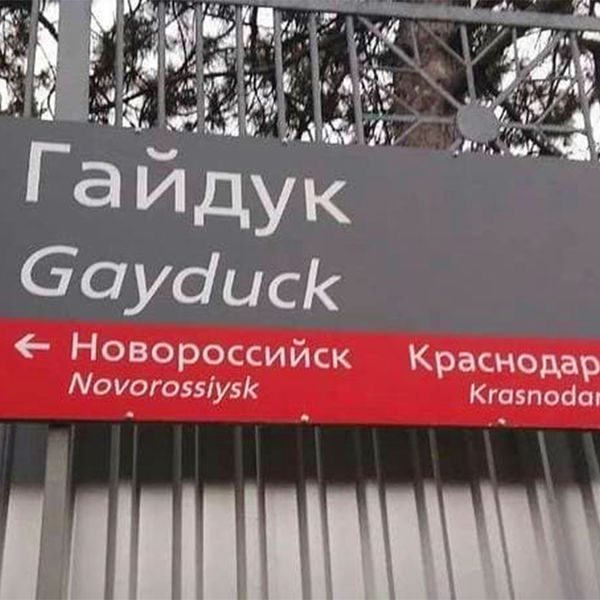 Гайдук
Gayduck
← Новороссийск Краснодар
Novorossiysk Krasnodar